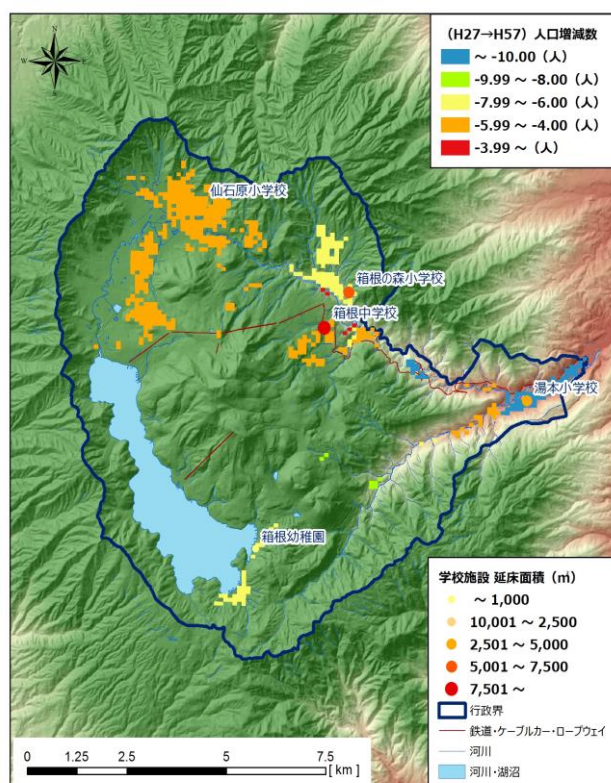 （H27→H57）人口増減数
～ -10.00（人）
-9.99 ～ -8.00（人）
-7.99 ～ -6.00（人）
-5.99 ～ -4.00（人）
-3.99 ～（人）
N
W
E
S
仙石原小学校
箱根の森小学校
箱根中学校
湯本小学校
箱根幼稚園
学校施設 延床面積（㎡）
～ 1,000
10,001 ～ 2,500
2,501 ～ 5,000
5,001 ～ 7,500
7,501 ～
行政界
鉄道・ケーブルカー・ロープウェイ
河川
河川・湖沼
0 1.25 2.5 5 7.5
[ km ]